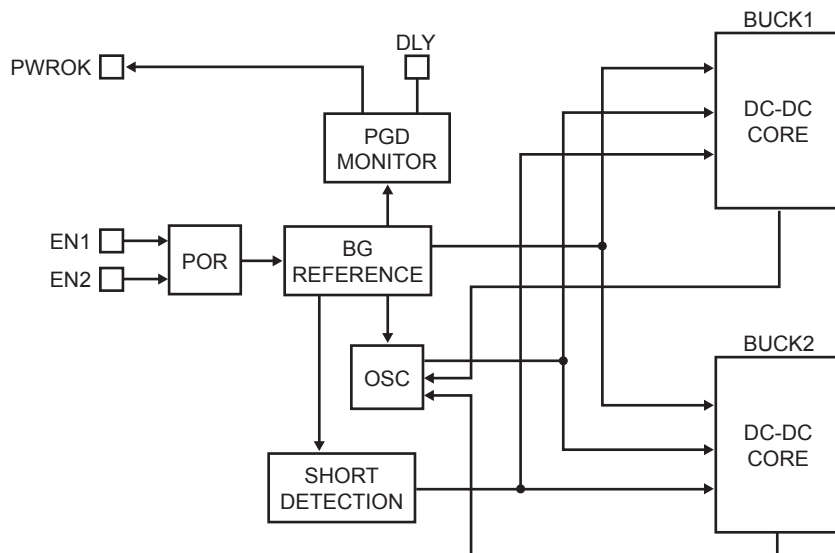 BUCK1
DLY
PWROK
DC-DC
CORE
PGD
MONITOR
EN1
EN2
POR
BG
REFERENCE
BUCK2
OSC
DC-DC
CORE
SHORT
DETECTION